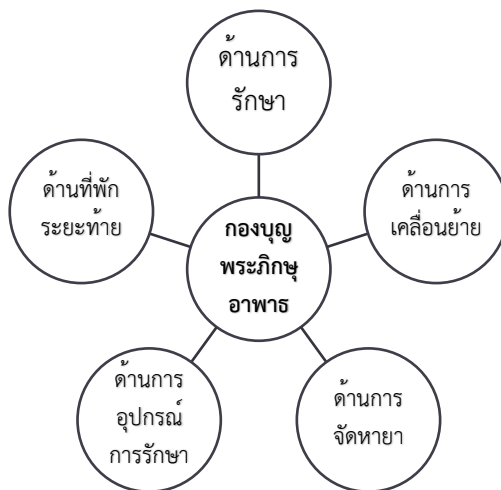 ด้านการ
รักษา
ด้านที่พัก
ระยะท้าย
ด้านการ
เคลื่อนย้าย
กองบุญ
พระภิกษุ
อาพาธ
ด้านการ
อุปกรณ์
การรักษา
ด้านการ
จัดหายา